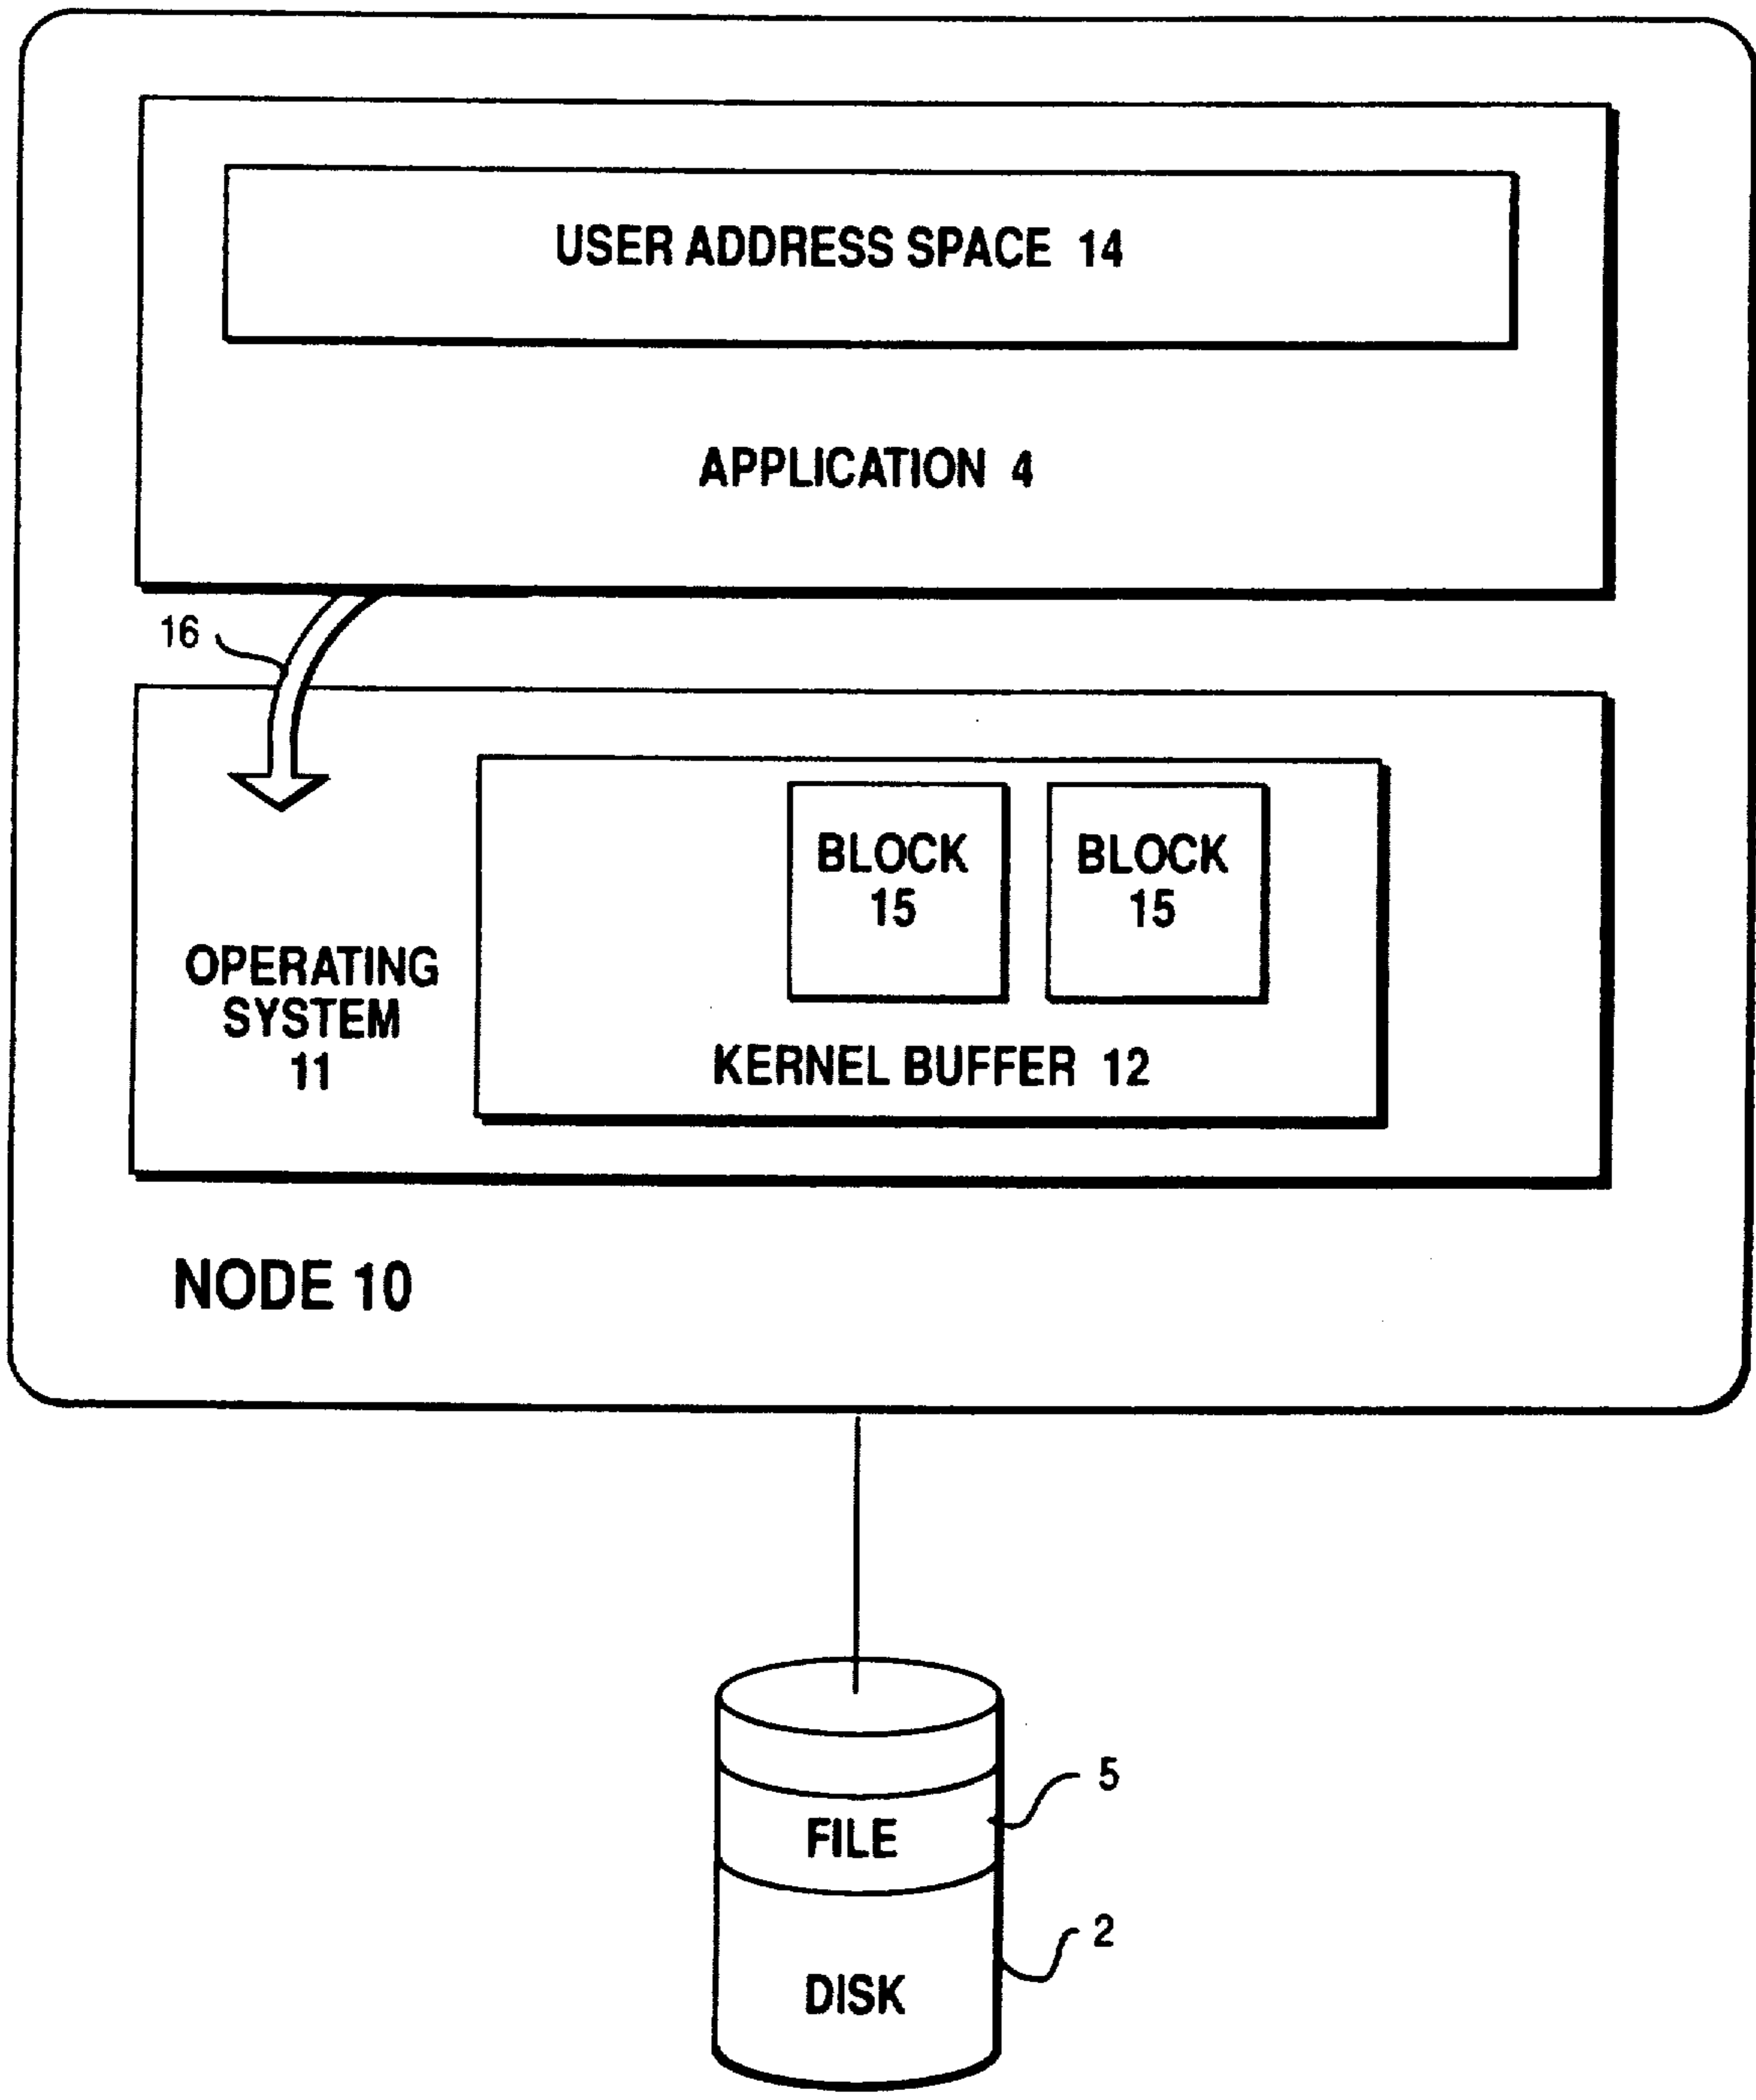 USER ADDRESS SPACE 14
APPLICATION 4
16
BLOCK
15
BLOCK
15
OPERATING
SYSTEM
11
KERNEL BUFFER 12
NODE 10
5
FILE
2
DISK